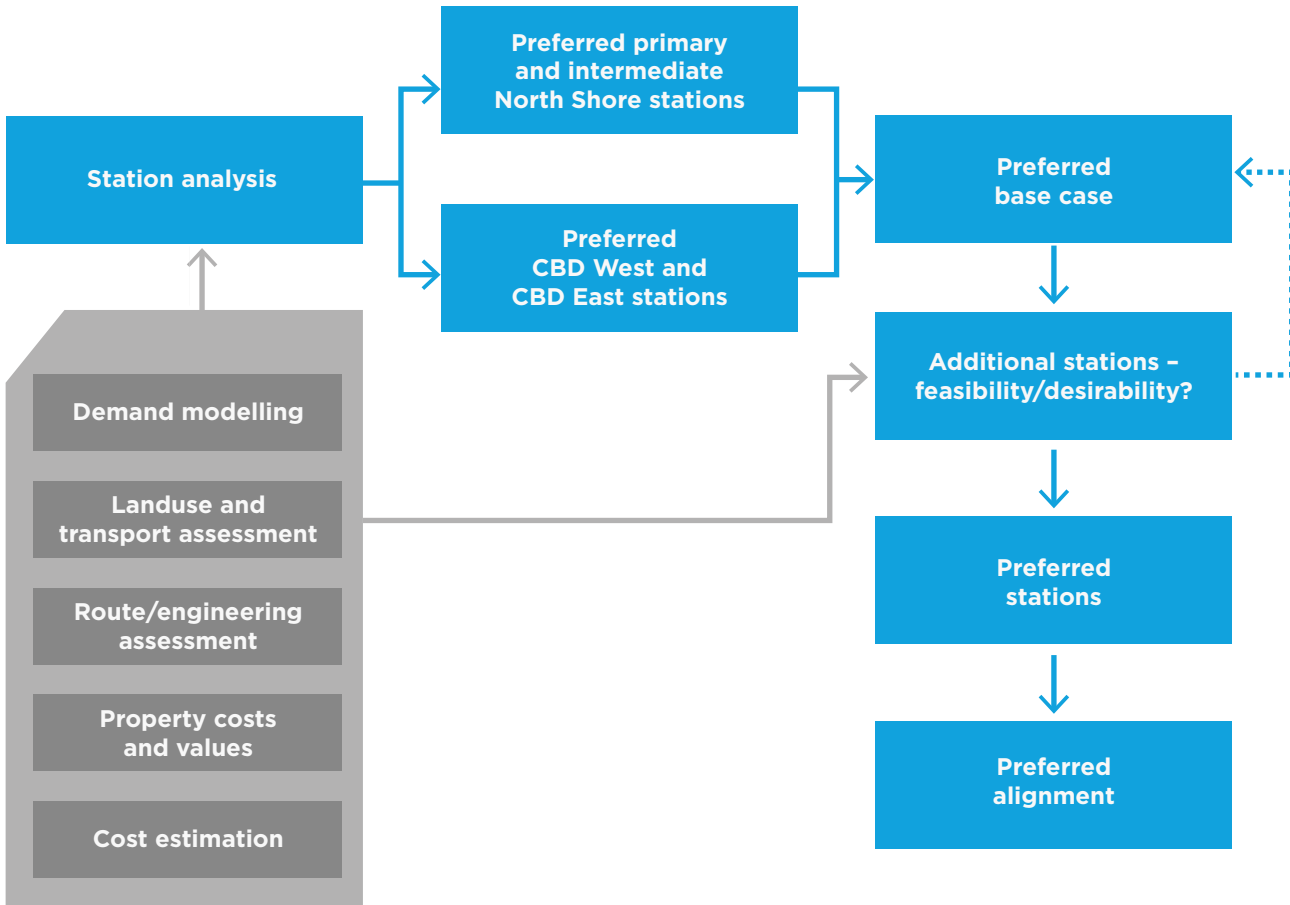 Station analysis
Preferred primary
and intermediate
North Shore stations
Preferred
CBD West and
CBD East stations
Preferred
base case
Additional stations –
feasibility/desirability?
Preferred
stations
Preferred
alignment
Demand modelling
Landuse and
transport assessment
Route/engineering
assessment
Property costs
and values
Cost estimation